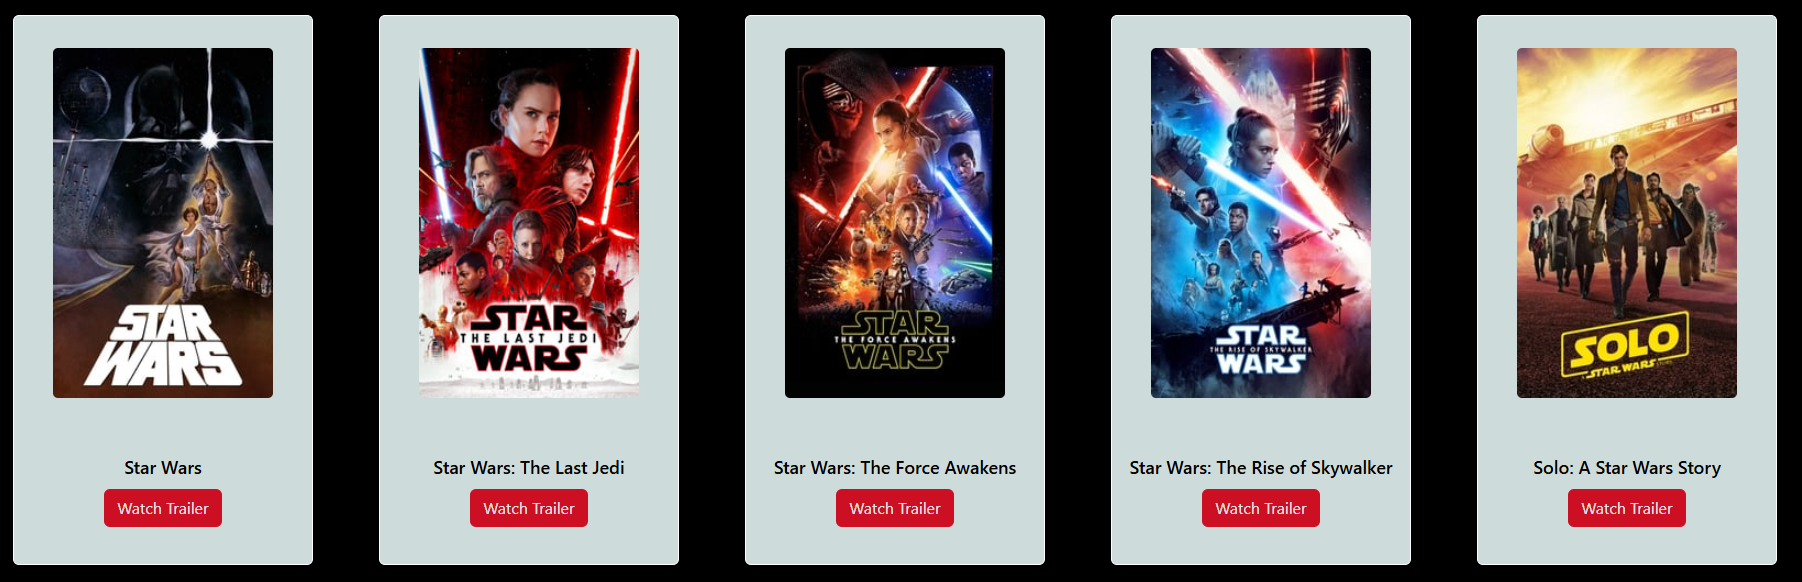 STAR
WARS
Star Wars
Watch Trailer
STAR
THE LAST JEDI
WARS
Star Wars: The Last Jedi
Watch Trailer
STAR
THE FORCE AWAKENS
WARS
Star Wars: The Force Awakens
Watch Trailer
STAR
THE RISE OF SKYWALKER
WARS
Star Wars: The Rise of Skywalker
Watch Trailer
SOLO
A STAR WARS STORY
Solo: A Star Wars Story
Watch Trailer